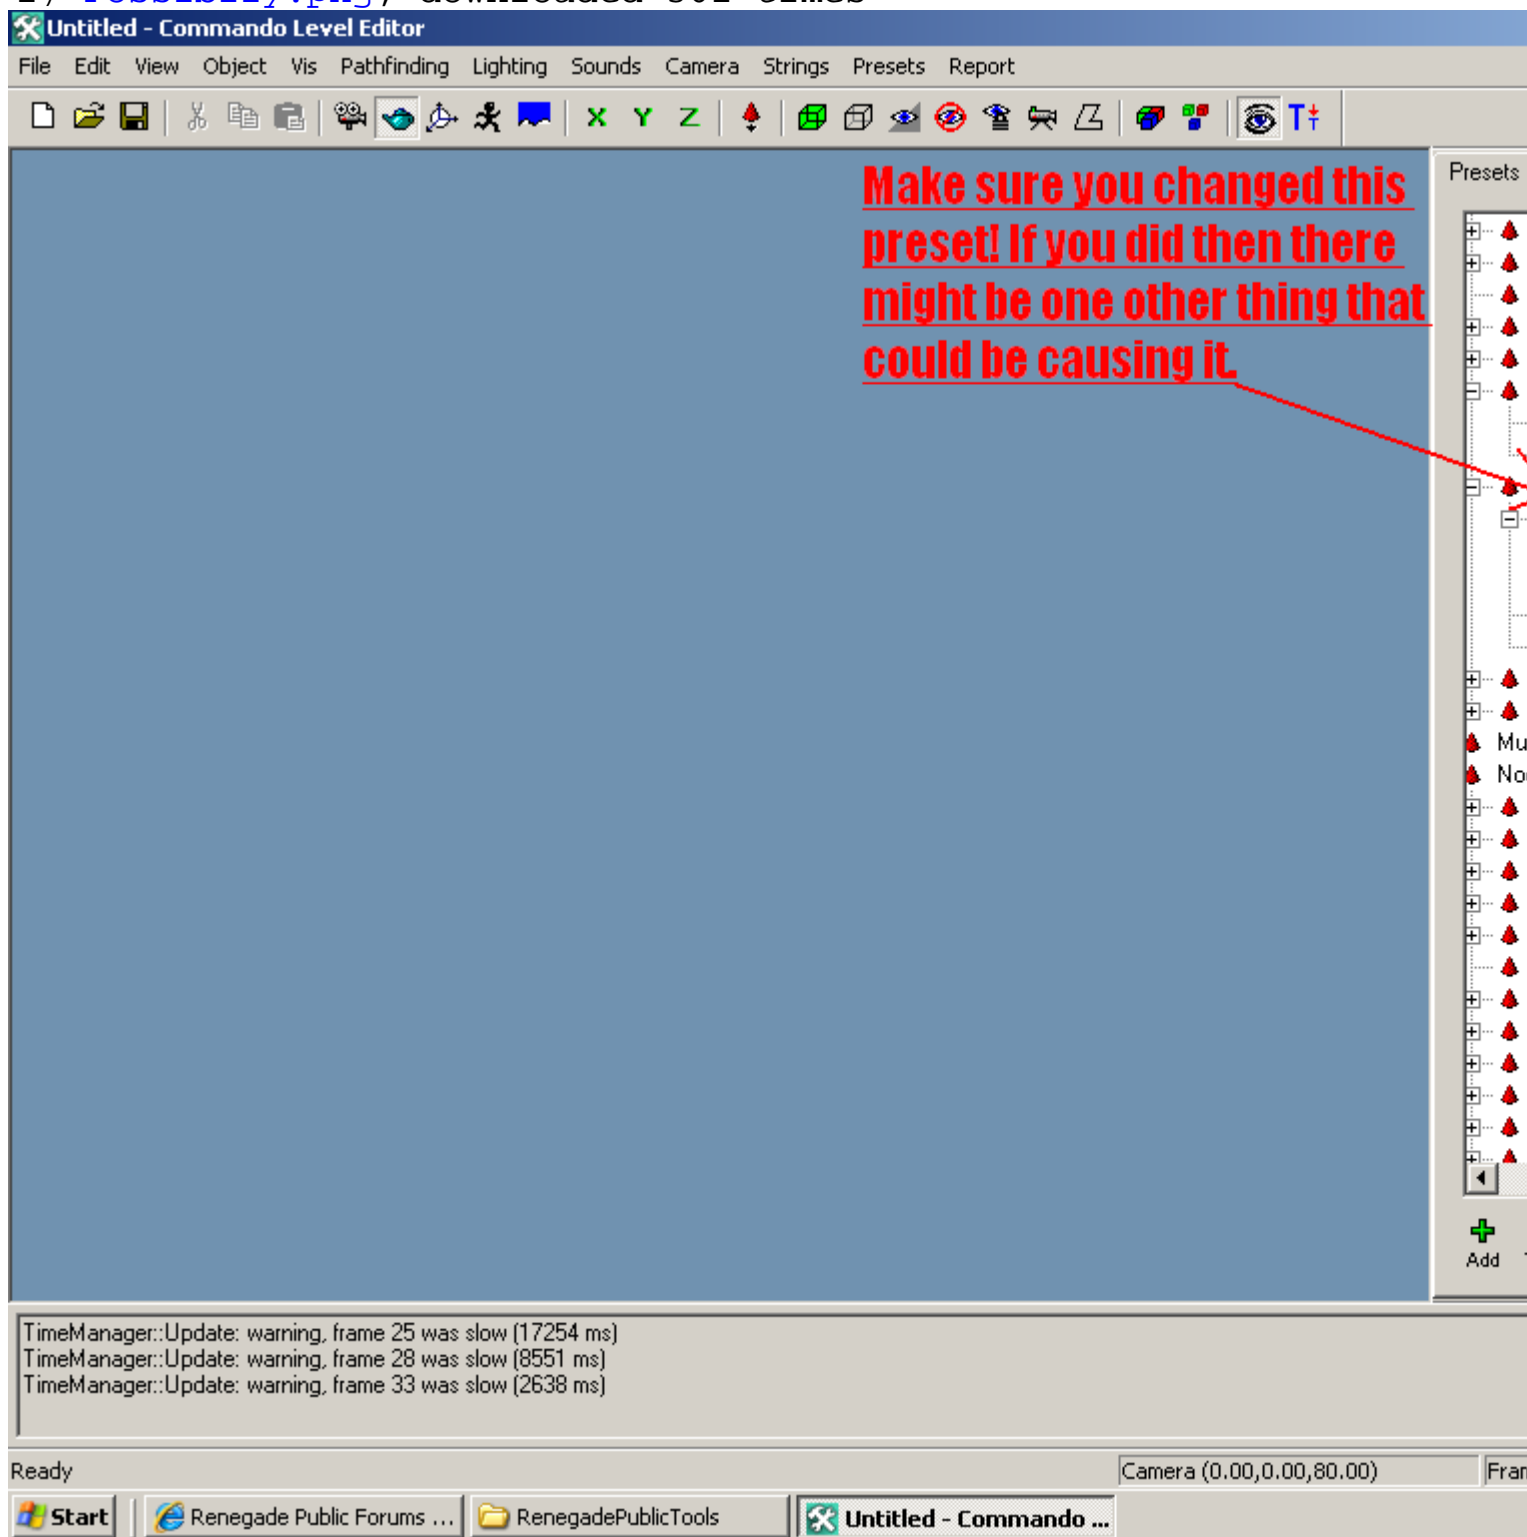 Untitled - Commando Level Editor
File Edit View Object Vis Pathfinding Lighting Sounds Camera Strings Presets Report
X Y Z T
Make sure you changed this
preset! If you did then there
might be one other thing that
could be causing it.
Presets
Mu
No
Add
TimeManager::Update: warning, frame 25 was slow (17254 ms)
TimeManager::Update: warning, frame 28 was slow (8551 ms)
TimeManager::Update: warning, frame 33 was slow (2638 ms)
Ready Camera (0.00,0.00,80.00) Fran
Start Renegade Public Forums ... RenegadePublicTools Untitled - Commando ...